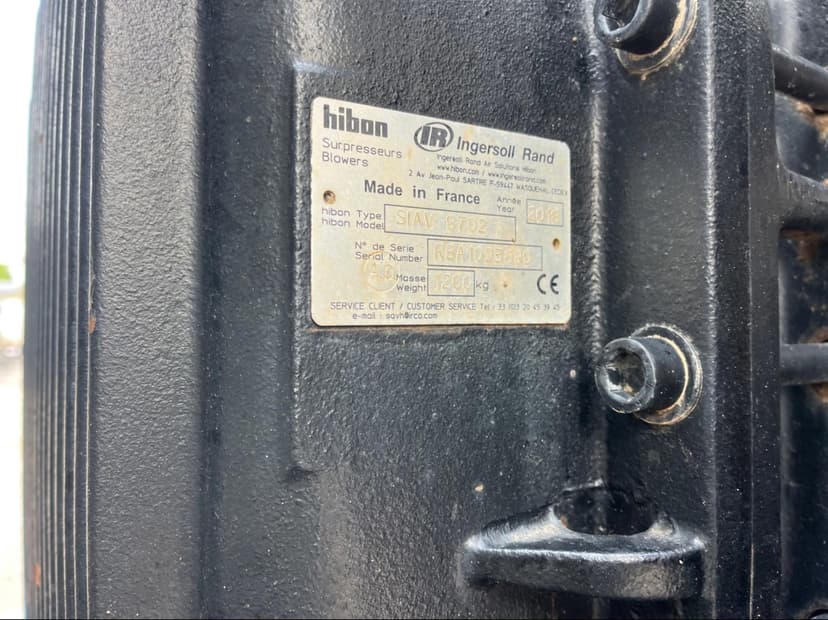 hibon
IR Ingersoll Rand
Surpresseurs
Blowers
Ingersoll Rand Air Solutions Hibon
www.hibon.com / www.ingersollrand.com
2 Av Jean-Paul SARTRE F-59447 WASQUEHAL CEDEX
Made in France
Année
Year
hibon Type
hibon Model
SIAV 8702
N° de Serie
Serial Number
Masse
Weight
kg
CE
SERVICE CLIENT / CUSTOMER SERVICE Tel : 33 (0)3 20 45 39 45
e-mail : savh@irco.com